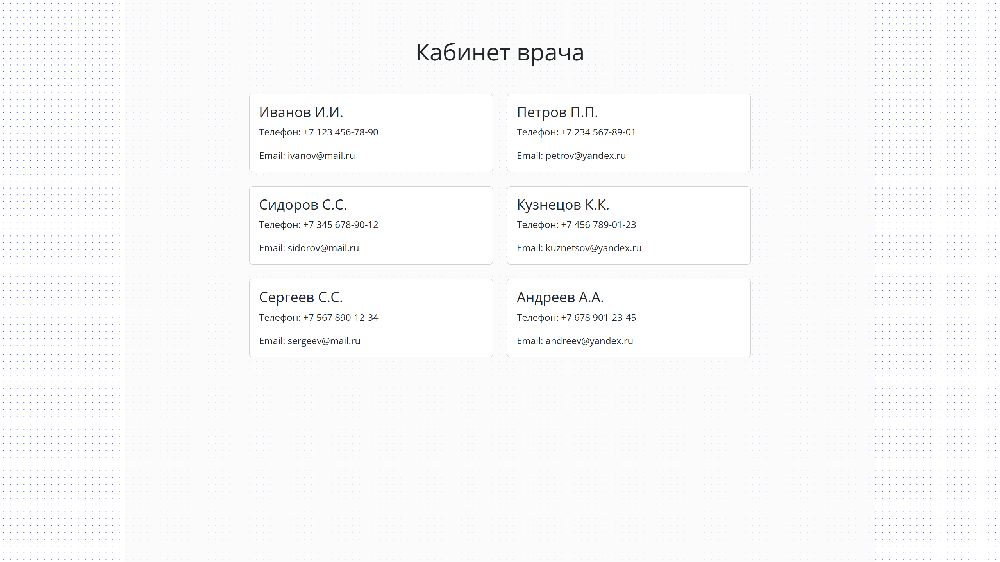 Кабинет врача
Иванов И.И.
Телефон: +7 123 456-78-90
Email: ivanov@mail.ru
Петров П.П.
Телефон: +7 234 567-89-01
Email: petrov@yandex.ru
Сидоров С.С.
Телефон: +7 345 678-90-12
Email: sidorov@mail.ru
Кузнецов К.К.
Телефон: +7 456 789-01-23
Email: kuznetsov@yandex.ru
Сергеев С.С.
Телефон: +7 567 890-12-34
Email: sergeev@mail.ru
Андреев А.А.
Телефон: +7 678 901-23-45
Email: andreev@yandex.ru